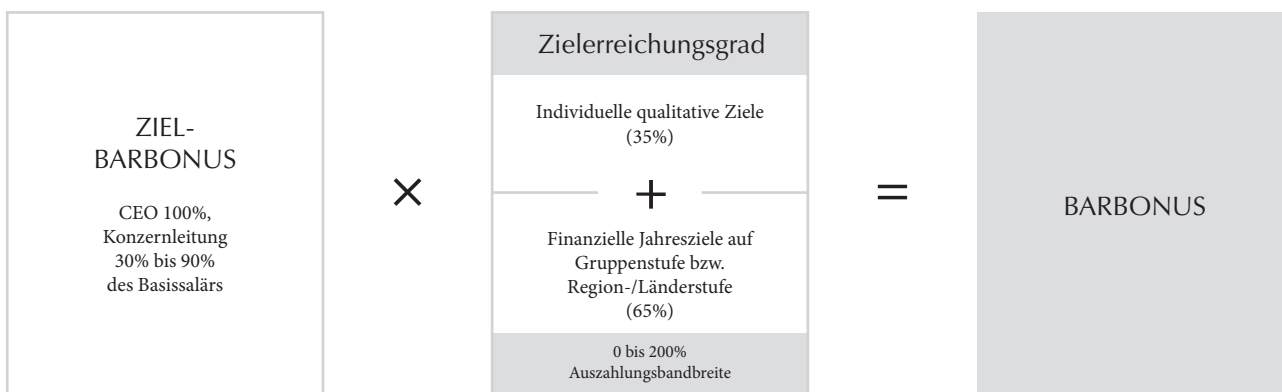 ZIEL-
BARBONUS
CEO 100%,
Konzernleitung
30% bis 90%
des Basissalärs
×
Zielerreichungsgrad
Individuelle qualitative Ziele
(35%)
+
Finanzielle Jahresziele auf
Gruppenstufe bzw.
Region-/Länderstufe
(65%)
0 bis 200%
Auszahlungsbandbreite
=
BARBONUS